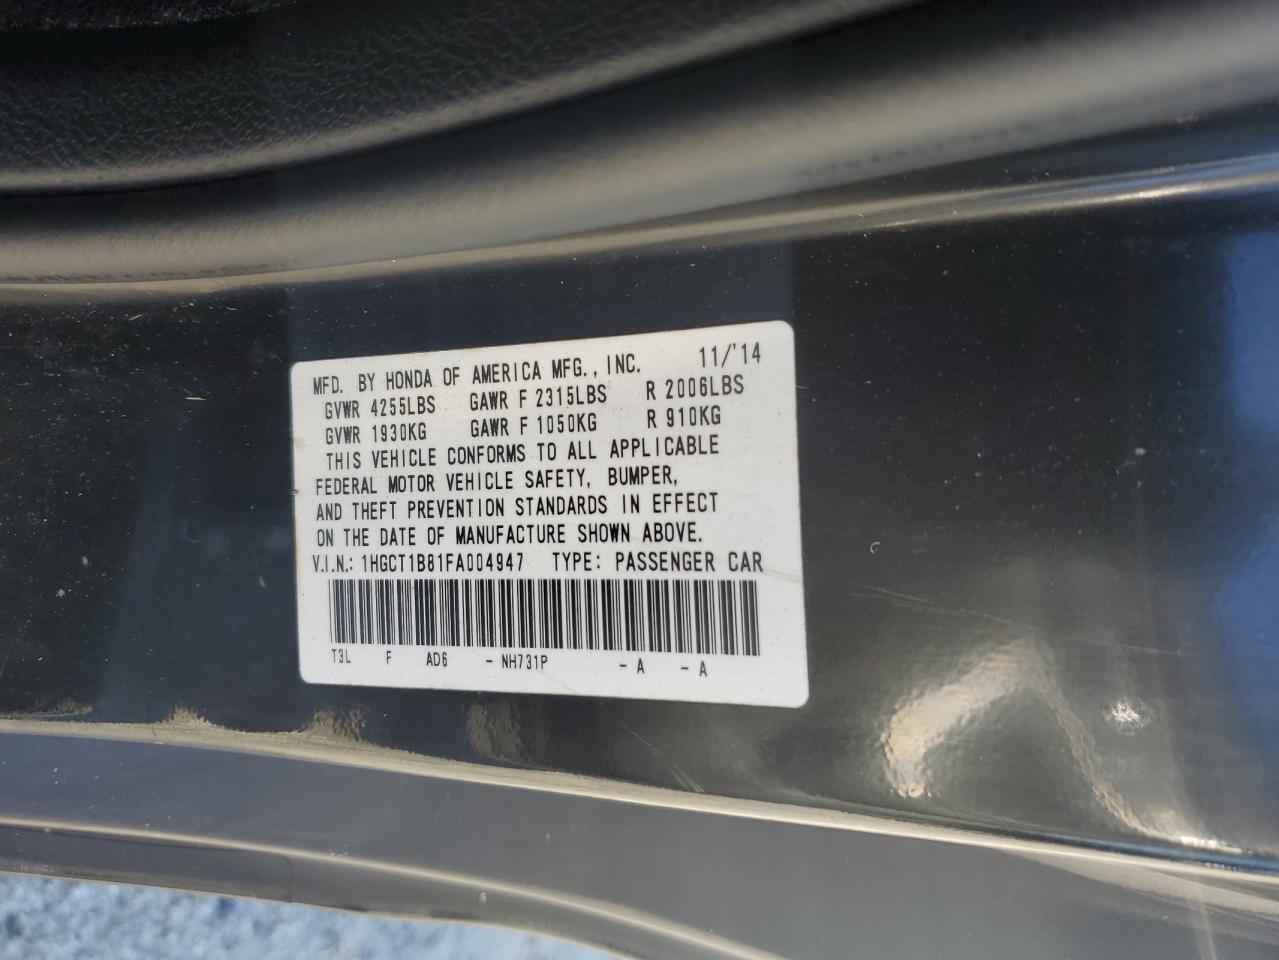 MFD. BY HONDA OF AMERICA MFG., INC. 11/'14
GVWR 4255LBS GAWR F 2315LBS R 2006LBS
GVWR 1930KG GAWR F 1050KG R 910KG
THIS VEHICLE CONFORMS TO ALL APPLICABLE
FEDERAL MOTOR VEHICLE SAFETY, BUMPER,
AND THEFT PREVENTION STANDARDS IN EFFECT
ON THE DATE OF MANUFACTURE SHOWN ABOVE.
V.I.N.: 1HGCT1B81FA004947 TYPE: PASSENGER CAR
T3L F AD6 - NH731P - A - A